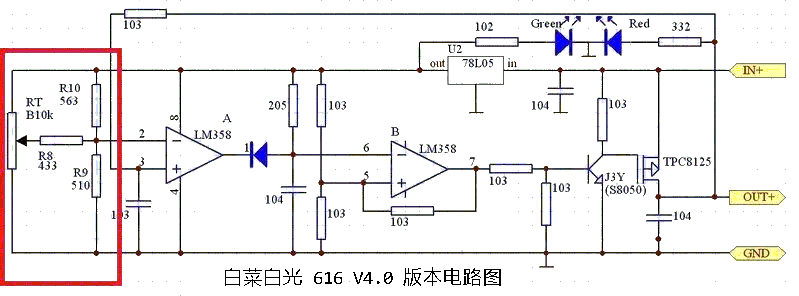 103
102
Green
Red
332
U2
out
78L05
in
IN+
RT
B10k
R10
563
8
A
205
103
104
103
2
LM358
1
6
B
LM358
TPC8125
R8
433
3
5
7
103
J3Y
(S8050)
R9
510
4
103
104
103
103
103
OUT+
104
GND
白菜白光 616 V4.0 版本电路图